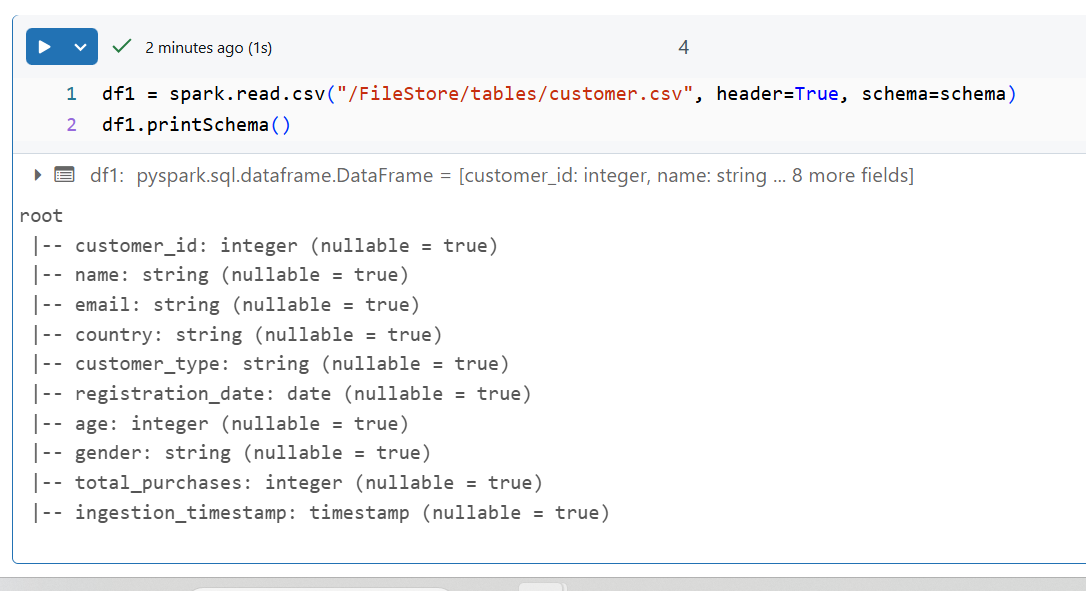 2 minutes ago (1s)
4
1 df1 = spark.read.csv("/FileStore/tables/customer.csv", header=True, schema=schema)
2 df1.printSchema()
df1: pyspark.sql.dataframe.DataFrame = [customer_id: integer, name: string ... 8 more fields]
root
 |-- customer_id: integer (nullable = true)
 |-- name: string (nullable = true)
 |-- email: string (nullable = true)
 |-- country: string (nullable = true)
 |-- customer_type: string (nullable = true)
 |-- registration_date: date (nullable = true)
 |-- age: integer (nullable = true)
 |-- gender: string (nullable = true)
 |-- total_purchases: integer (nullable = true)
 |-- ingestion_timestamp: timestamp (nullable = true)